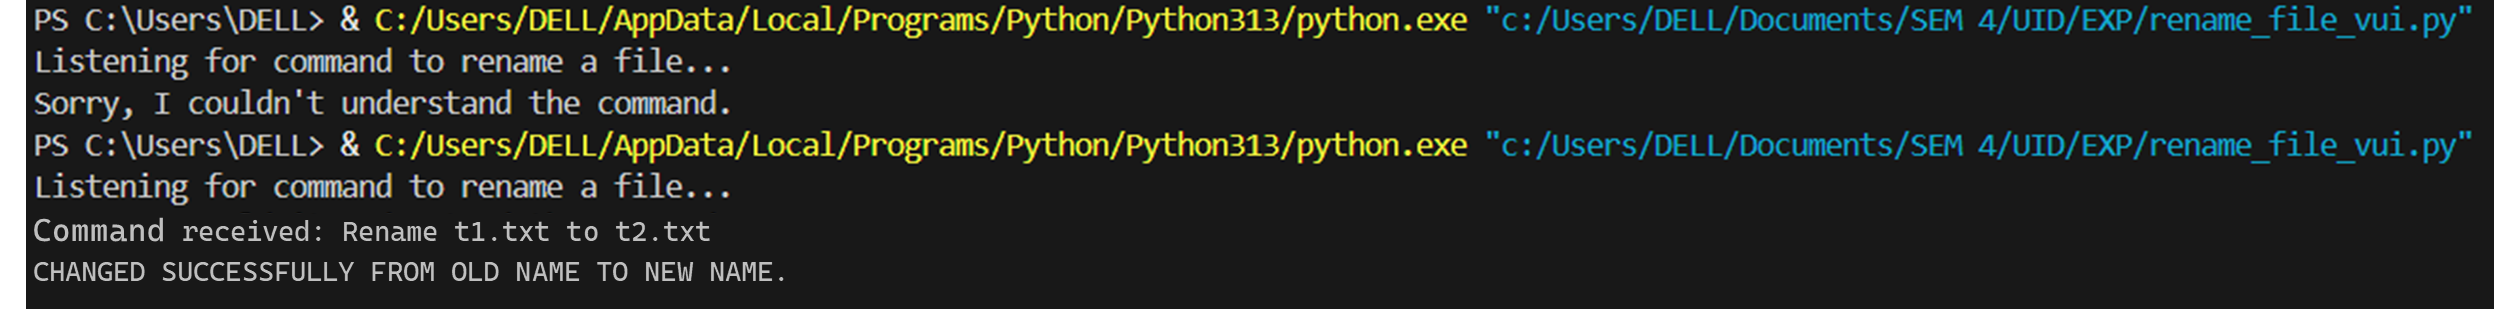 PS C:\Users\DELL> & C:/Users/DELL/AppData/Local/Programs/Python/Python313/python.exe "c:/Users/DELL/Documents/SEM 4/UID/EXP/rename_file_vui.py"
Listening for command to rename a file...
Sorry, I couldn't understand the command.
PS C:\Users\DELL> & C:/Users/DELL/AppData/Local/Programs/Python/Python313/python.exe "c:/Users/DELL/Documents/SEM 4/UID/EXP/rename_file_vui.py"
Listening for command to rename a file...
Command received: Rename t1.txt to t2.txt
CHANGED SUCCESSFULLY FROM OLD NAME TO NEW NAME.